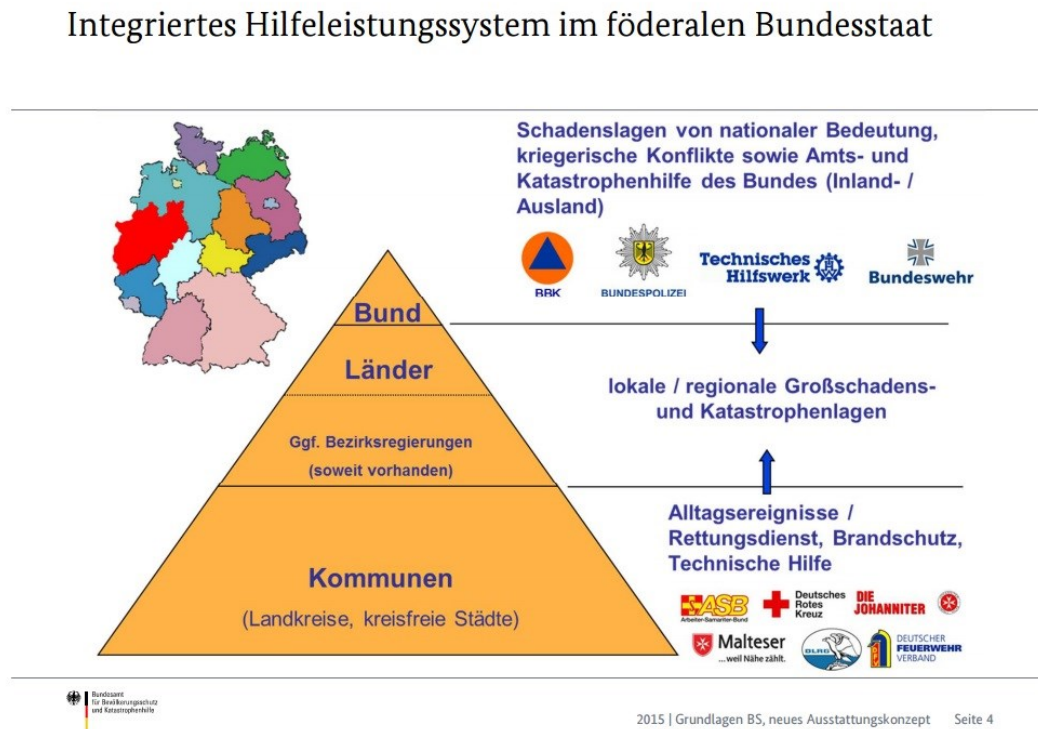 Integriertes Hilfeleistungssystem im föderalen Bundesstaat
Schadenslagen von nationaler Bedeutung,
kriegerische Konflikte sowie Amts- und
Katastrophenhilfe des Bundes (Inland- /
Ausland)
BBK
BUNDESPOLIZEI
Technisches
Hilfswerk
Bundeswehr
Bund
Länder
lokale / regionale Großschadens-
und Katastrophenlagen
Ggf. Bezirksregierungen
(soweit vorhanden)
Alltagsereignisse /
Rettungsdienst, Brandschutz,
Technische Hilfe
Kommunen
(Landkreise, kreisfreie Städte)
ASB
Arbeiter-Samariter-Bund
Deutsches
Rotes
Kreuz
DIE
JOHANNITER
Malteser
...weil Nähe zählt.
DLRG
DEUTSCHER
FEUERWEHR
VERBAND
Bundesamt
für Bevölkerungsschutz
und Katastrophenhilfe
2015 | Grundlagen BS, neues Ausstattungskonzept Seite 4